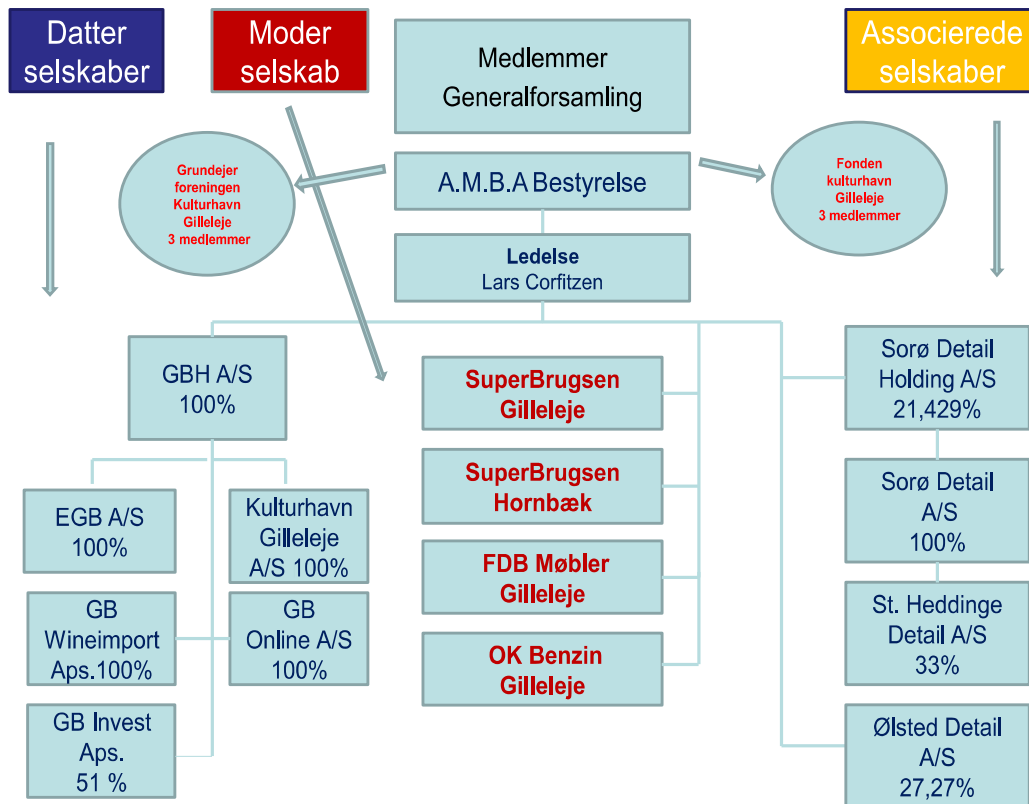 Datter
selskaber
Moder
selskab
Medlemmer
Generalforsamling
Associerede
selskaber
Grundejer
foreningen
Kulturhavn
Gilleleje
3 medlemmer
A.M.B.A Bestyrelse
Fonden
kulturhavn
Gilleleje
3 medlemmer
Ledelse
Lars Corfitzen
GBH A/S
100%
EGB A/S
100%
Kulturhavn
Gilleleje
A/S 100%
GB
Wineimport
Aps.100%
GB
Online A/S
100%
GB Invest
Aps.
51 %
SuperBrugsen
Gilleleje
SuperBrugsen
Hornbæk
FDB Møbler
Gilleleje
OK Benzin
Gilleleje
Sorø Detail
Holding A/S
21,429%
Sorø Detail
A/S
100%
St. Heddinge
Detail A/S
33%
Ølsted Detail
A/S
27,27%